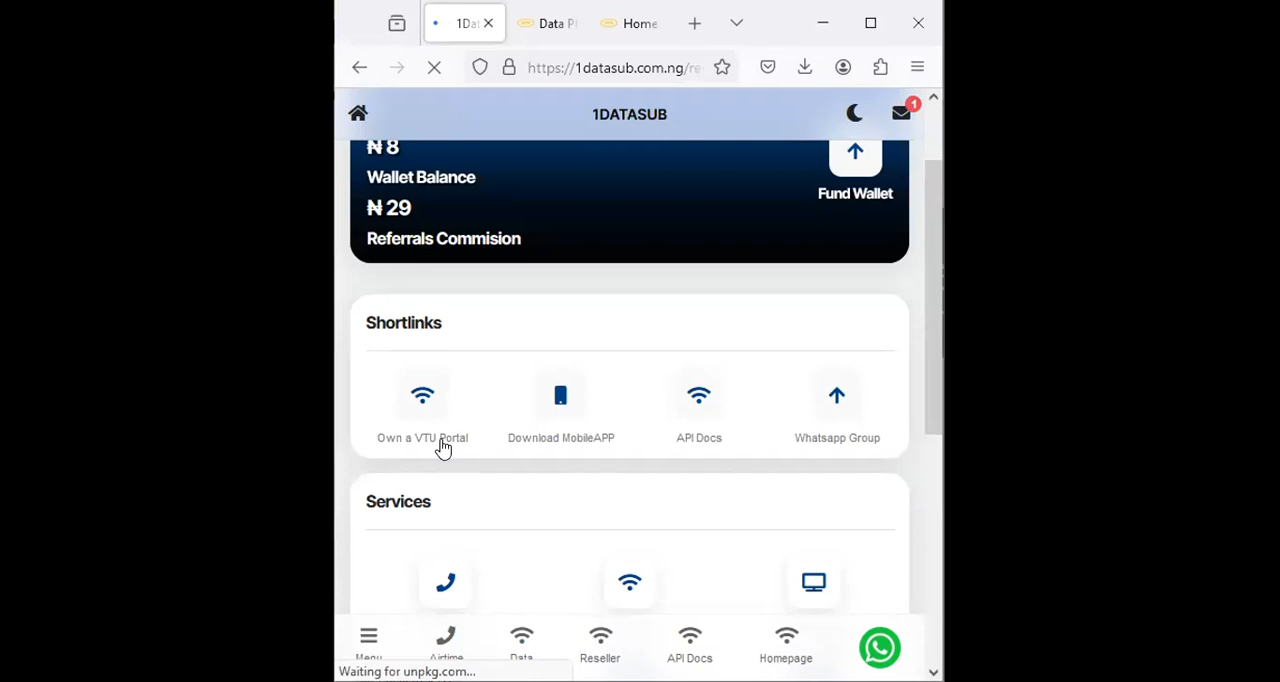 1Dat
Data Pl
Home
https://1datasub.com.ng/re
1DATASUB
1
₦ 8
Wallet Balance
Fund Wallet
₦ 29
Referrals Commision
Shortlinks
Own a VTU Portal
Download MobileAPP
API Docs
Whatsapp Group
Services
Menu
Airtime
Data
Reseller
API Docs
Homepage
Waiting for unpkg.com...